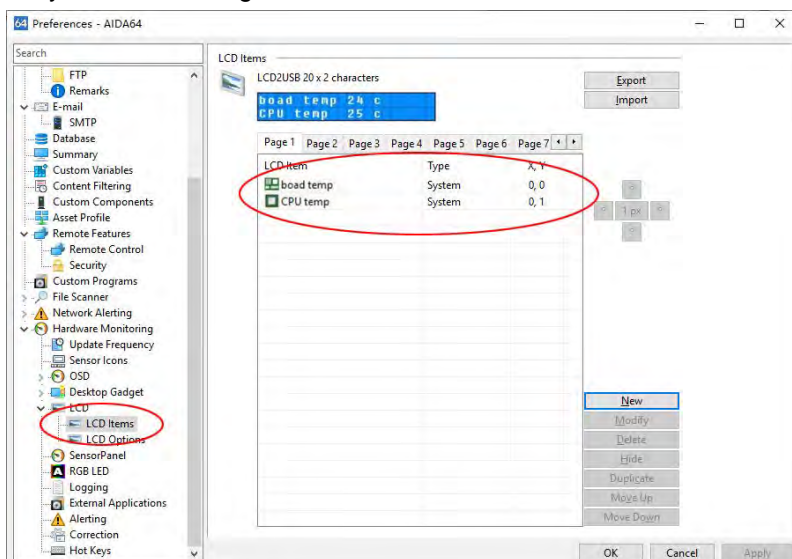 Preferences - AIDA64
Search
FTP
Remarks
E-mail
SMTP
Database
Summary
Custom Variables
Content Filtering
Custom Components
Asset Profile
Remote Features
Remote Control
Security
Custom Programs
File Scanner
Network Alerting
Hardware Monitoring
Update Frequency
Sensor Icons
OSD
Desktop Gadget
LCD
LCD Items
LCD Options
SensorPanel
RGB LED
Logging
External Applications
Alerting
Correction
Hot Keys
LCD Items
LCD2USB 20 x 2 characters
boad temp 24 c
CPU temp 25 c
Export
Import
Page 1 Page 2 Page 3 Page 4 Page 5 Page 6 Page 7
LCD Item Type X, Y
boad temp System 0, 0
CPU temp System 0, 1
1 px
New
Modify
Delete
Hide
Duplicate
Move Up
Move Down
OK Cancel Apply